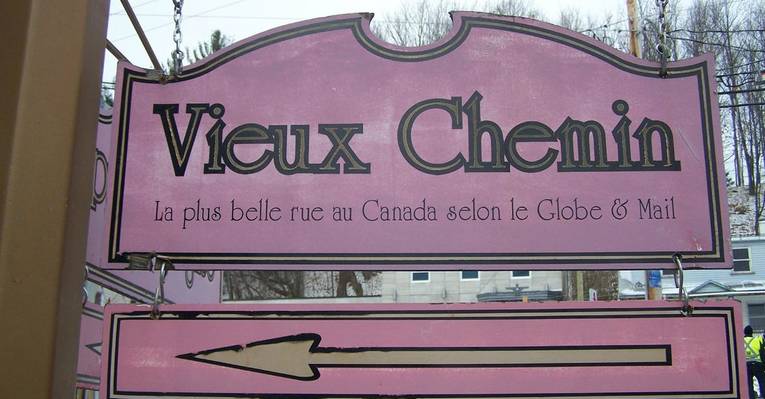 Vieux Chemin
La plus belle rue au Canada selon le Globe & Mail